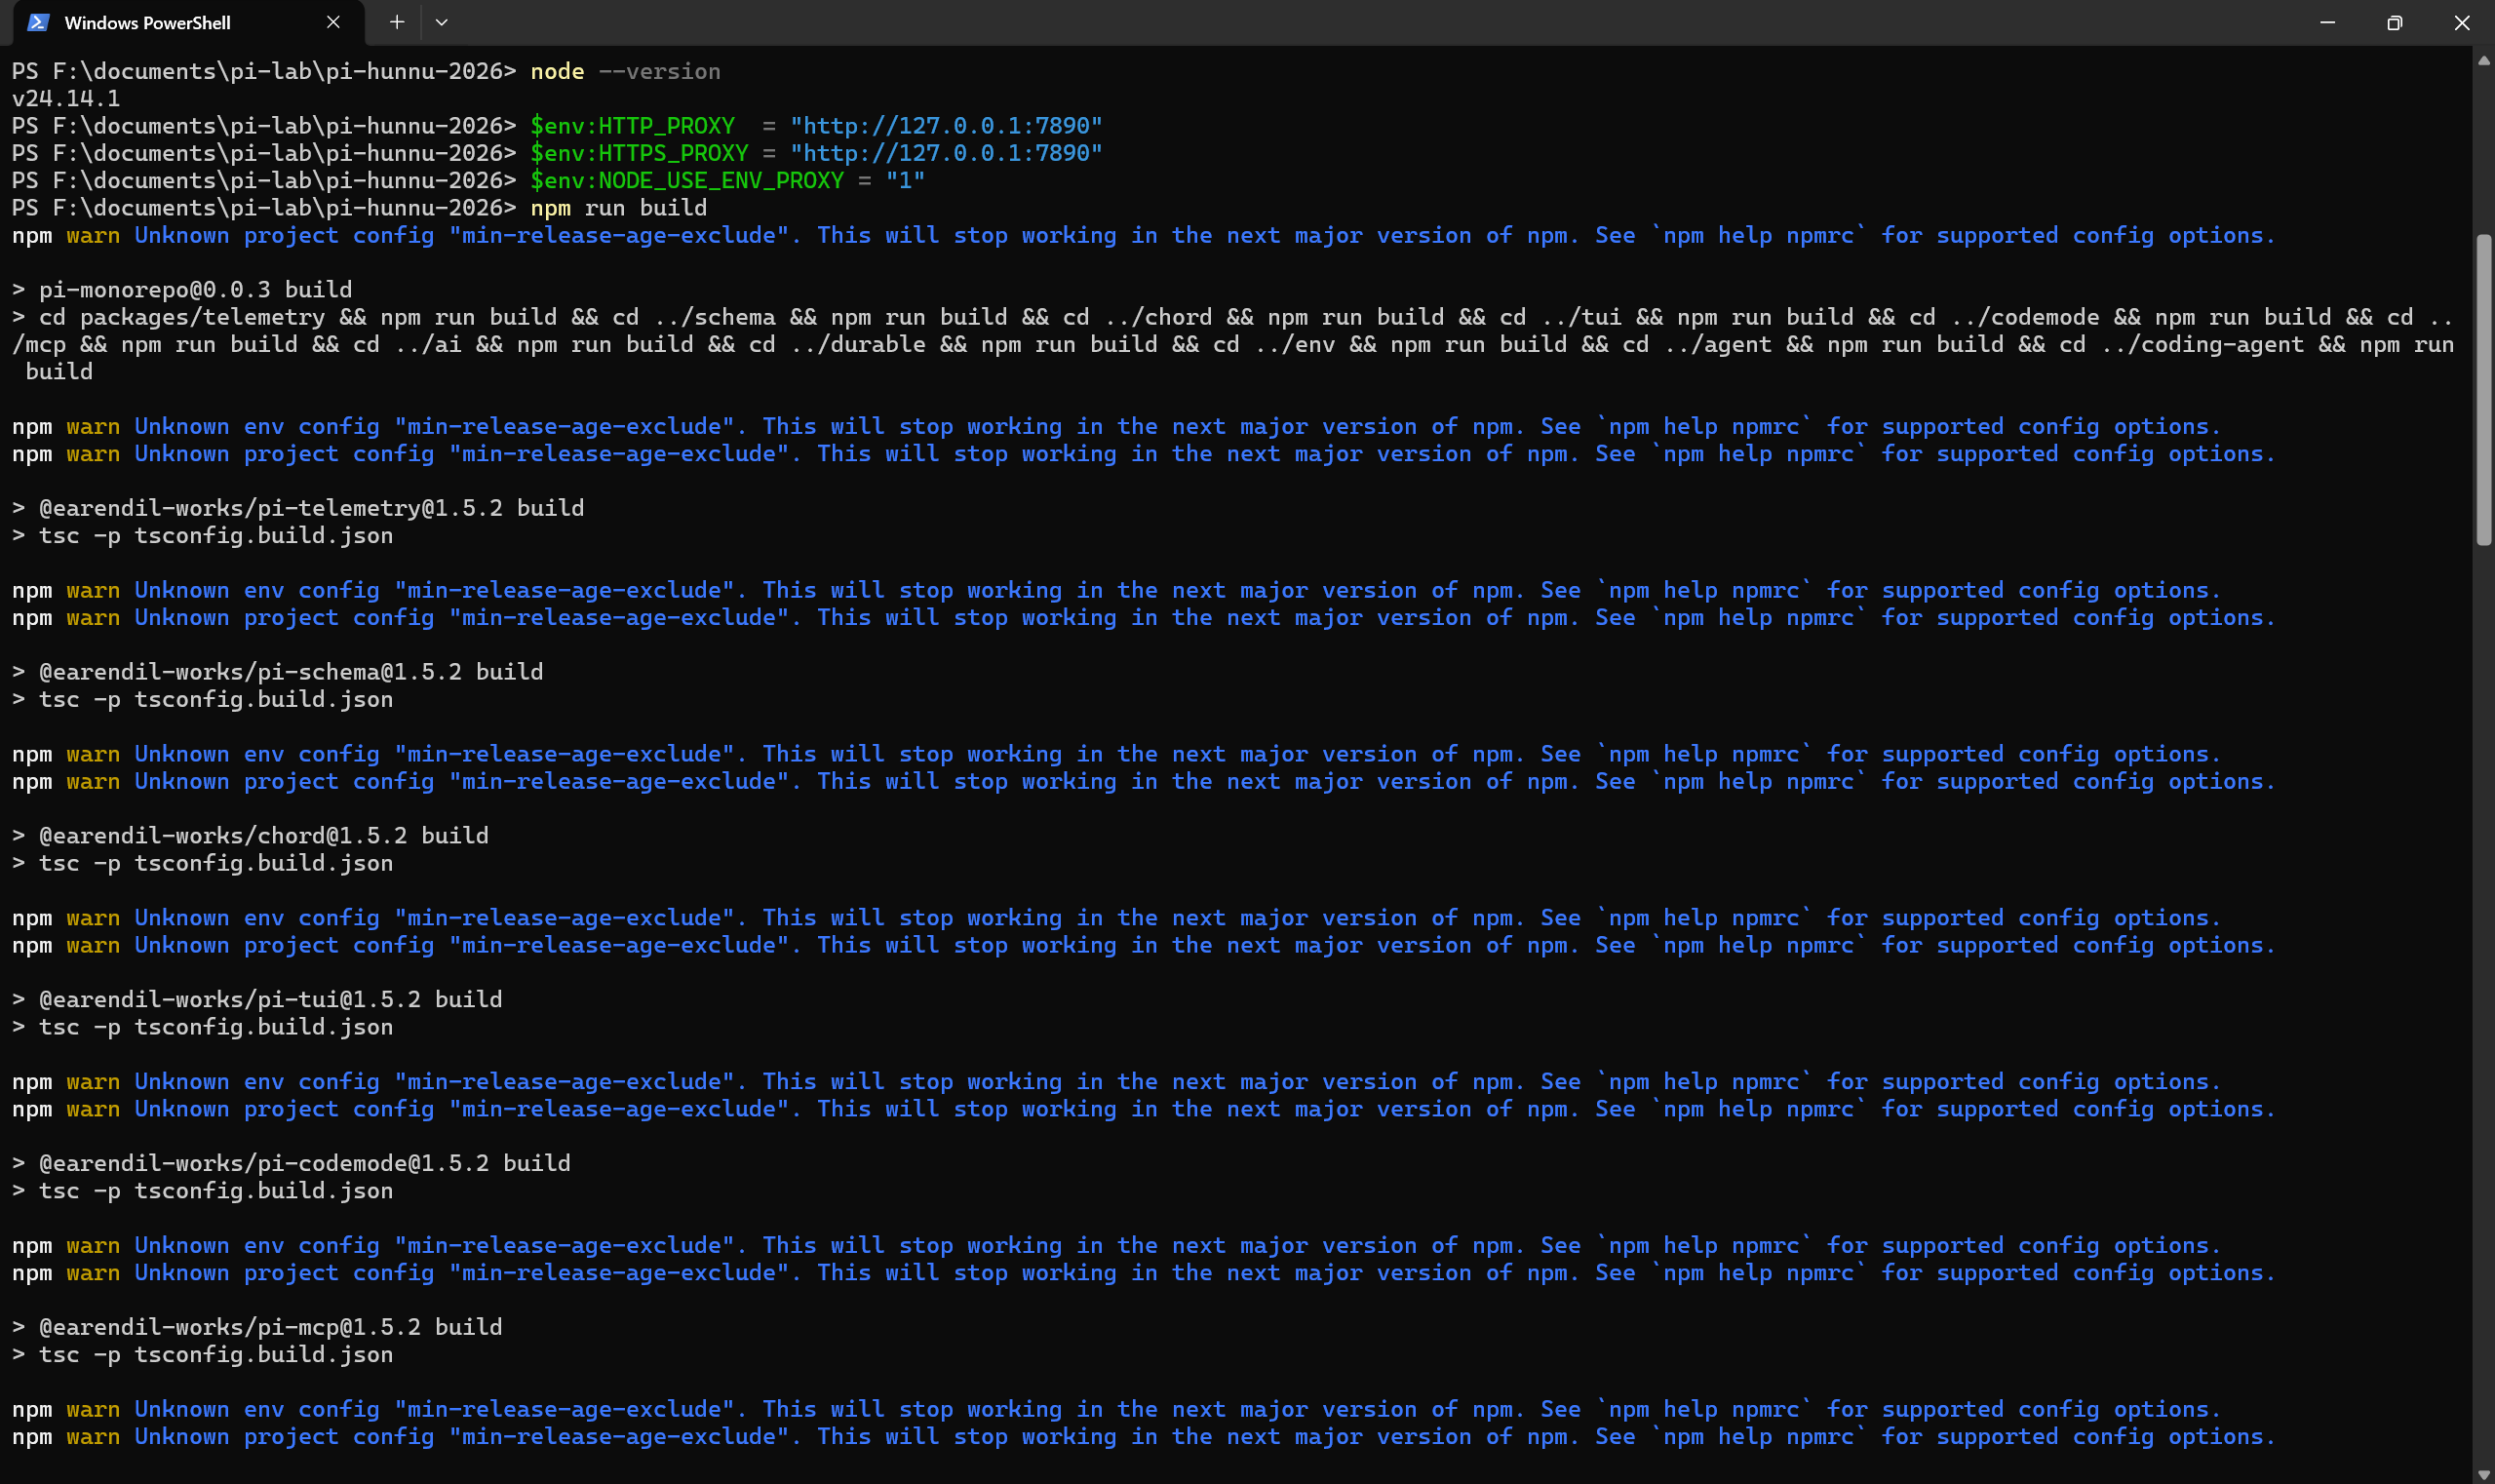 Windows PowerShell
PS F:\documents\pi-lab\pi-hunnu-2026> node --version
v24.14.1
PS F:\documents\pi-lab\pi-hunnu-2026> $env:HTTP_PROXY  = "http://127.0.0.1:7890"
PS F:\documents\pi-lab\pi-hunnu-2026> $env:HTTPS_PROXY = "http://127.0.0.1:7890"
PS F:\documents\pi-lab\pi-hunnu-2026> $env:NODE_USE_ENV_PROXY = "1"
PS F:\documents\pi-lab\pi-hunnu-2026> npm run build
npm warn Unknown project config "min-release-age-exclude". This will stop working in the next major version of npm. See `npm help npmrc` for supported config options.
> pi-monorepo@0.0.3 build
> cd packages/telemetry && npm run build && cd ../schema && npm run build && cd ../chord && npm run build && cd ../tui && npm run build && cd ../codemode && npm run build && cd ..
/mcp && npm run build && cd ../ai && npm run build && cd ../durable && npm run build && cd ../env && npm run build && cd ../agent && npm run build && cd ../coding-agent && npm run
 build
npm warn Unknown env config "min-release-age-exclude". This will stop working in the next major version of npm. See `npm help npmrc` for supported config options.
npm warn Unknown project config "min-release-age-exclude". This will stop working in the next major version of npm. See `npm help npmrc` for supported config options.
> @earendil-works/pi-telemetry@1.5.2 build
> tsc -p tsconfig.build.json
npm warn Unknown env config "min-release-age-exclude". This will stop working in the next major version of npm. See `npm help npmrc` for supported config options.
npm warn Unknown project config "min-release-age-exclude". This will stop working in the next major version of npm. See `npm help npmrc` for supported config options.
> @earendil-works/pi-schema@1.5.2 build
> tsc -p tsconfig.build.json
npm warn Unknown env config "min-release-age-exclude". This will stop working in the next major version of npm. See `npm help npmrc` for supported config options.
npm warn Unknown project config "min-release-age-exclude". This will stop working in the next major version of npm. See `npm help npmrc` for supported config options.
> @earendil-works/chord@1.5.2 build
> tsc -p tsconfig.build.json
npm warn Unknown env config "min-release-age-exclude". This will stop working in the next major version of npm. See `npm help npmrc` for supported config options.
npm warn Unknown project config "min-release-age-exclude". This will stop working in the next major version of npm. See `npm help npmrc` for supported config options.
> @earendil-works/pi-tui@1.5.2 build
> tsc -p tsconfig.build.json
npm warn Unknown env config "min-release-age-exclude". This will stop working in the next major version of npm. See `npm help npmrc` for supported config options.
npm warn Unknown project config "min-release-age-exclude". This will stop working in the next major version of npm. See `npm help npmrc` for supported config options.
> @earendil-works/pi-codemode@1.5.2 build
> tsc -p tsconfig.build.json
npm warn Unknown env config "min-release-age-exclude". This will stop working in the next major version of npm. See `npm help npmrc` for supported config options.
npm warn Unknown project config "min-release-age-exclude". This will stop working in the next major version of npm. See `npm help npmrc` for supported config options.
> @earendil-works/pi-mcp@1.5.2 build
> tsc -p tsconfig.build.json
npm warn Unknown env config "min-release-age-exclude". This will stop working in the next major version of npm. See `npm help npmrc` for supported config options.
npm warn Unknown project config "min-release-age-exclude". This will stop working in the next major version of npm. See `npm help npmrc` for supported config options.